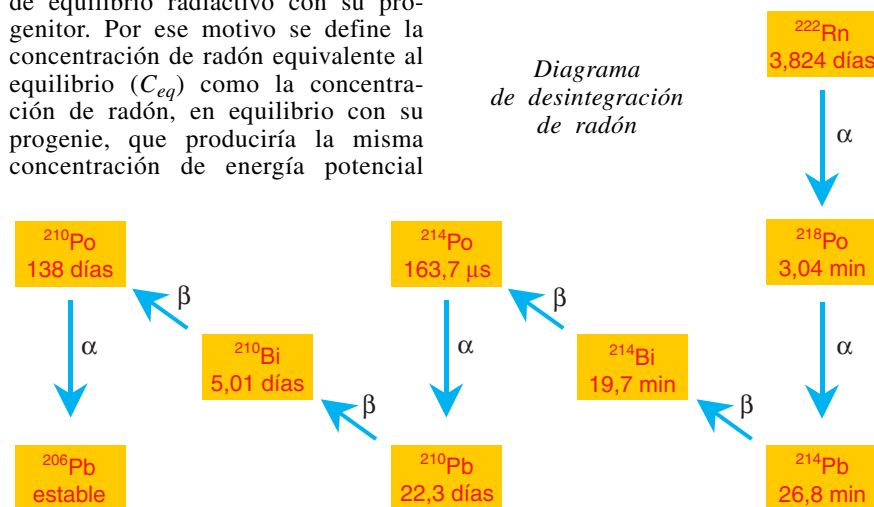 de equilibrio radiactivo con su pro-
genitor. Por ese motivo se define la
concentración de radón equivalente al
equilibrio (Ceq) como la concentra-
ción de radón, en equilibrio con su
progenie, que produciría la misma
concentración de energía potencial
Diagrama
de desintegración
de radón
222Rn
3,824 días
α
218Po
3,04 min
α
214Pb
26,8 min
β
214Bi
19,7 min
β
214Po
163,7 µs
α
210Pb
22,3 días
β
210Bi
5,01 días
β
210Po
138 días
α
206Pb
estable